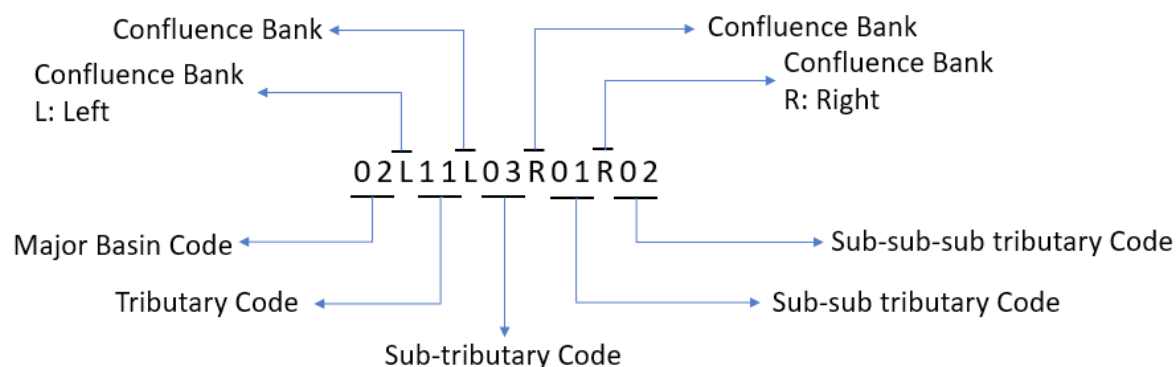 Confluence Bank
Confluence Bank
Confluence Bank
L: Left
Confluence Bank
R: Right
02L11L03R01R02
Major Basin Code
Sub-sub-sub tributary Code
Tributary Code
Sub-sub tributary Code
Sub-tributary Code